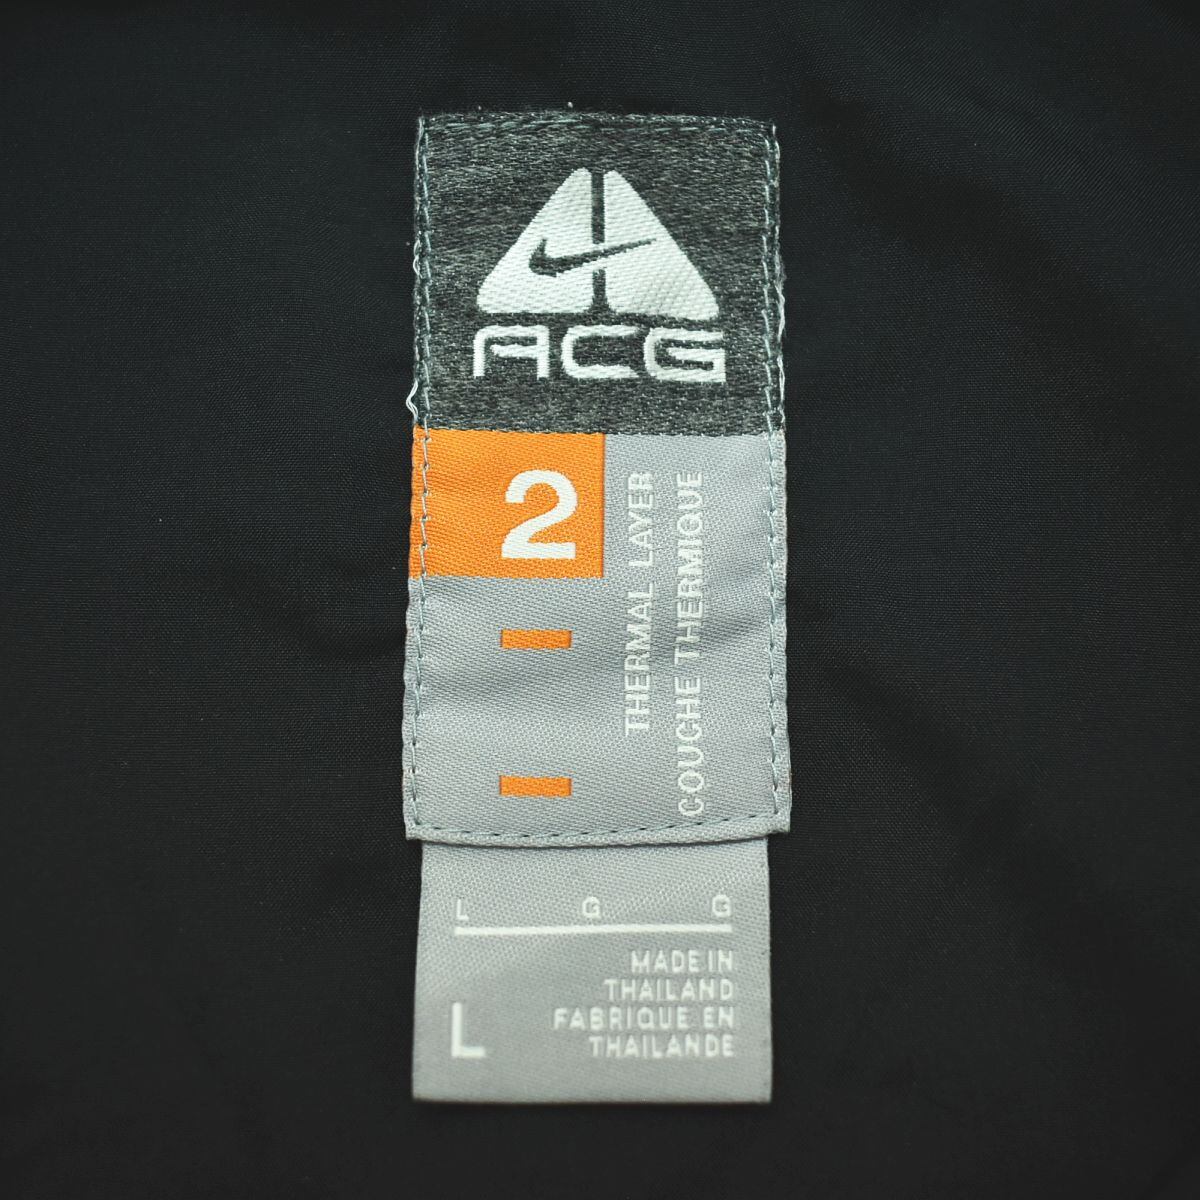 ACG
2
THERMAL LAYER
COUCHE THERMIQUE
L G G
MADE IN
THAILAND
FABRIQUE EN
THAILANDE
L